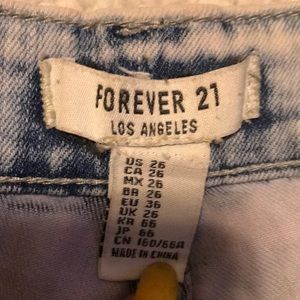 FOREVER 21
LOS ANGELES
US 26
CA 26
MX 26
BR 26
EU 36
UK 26
KR 66
JP 66
CN 160/66A
MADE IN CHINA